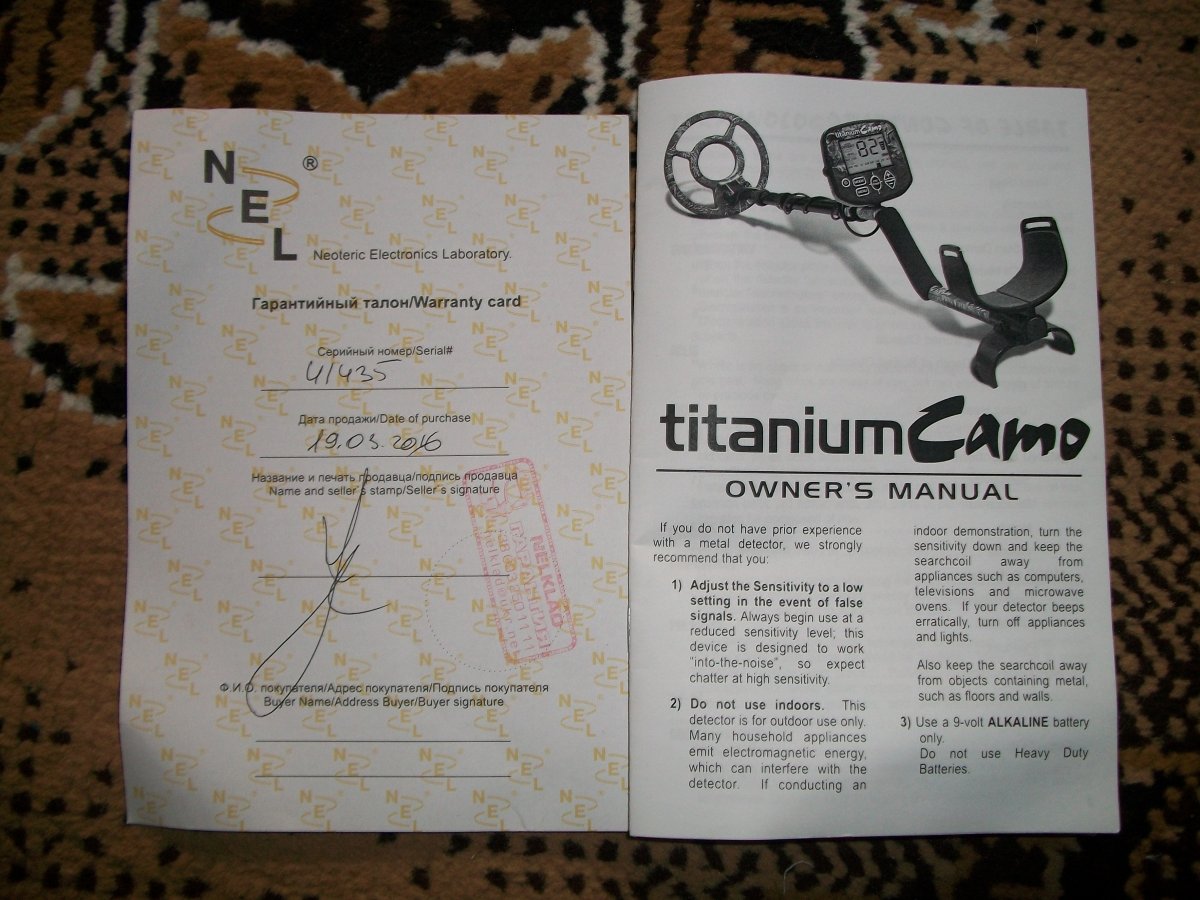 N
E
L
®
Neoteric Electronics Laboratory.
Гарантийный талон/Warranty card
Серийный номер/Serial#
41435
Дата продажи/Date of purchase
19.03.2016
Название и печать продавца/подпись продавца
Name and seller`s stamp/Seller`s signature
NELKLAD
Ф.И.О. покупателя/Адрес покупателя/Подпись покупателя
Buyer Name/Address Buyer/Buyer signature
titanium Camo
82
titanium Camo
OWNER'S MANUAL
If you do not have prior experience
with a metal detector, we strongly
recommend that you:
1) Adjust the Sensitivity to a low
setting in the event of false
signals. Always begin use at a
reduced sensitivity level; this
device is designed to work
"into-the-noise", so expect
chatter at high sensitivity.
2) Do not use indoors. This
detector is for outdoor use only.
Many household appliances
emit electromagnetic energy,
which can interfere with the
detector. If conducting an
indoor demonstration, turn the
sensitivity down and keep the
searchcoil away from
appliances such as computers,
televisions and microwave
ovens. If your detector beeps
erratically, turn off appliances
and lights.
Also keep the searchcoil away
from objects containing metal,
such as floors and walls.
3) Use a 9-volt ALKALINE battery
only.
Do not use Heavy Duty
Batteries.